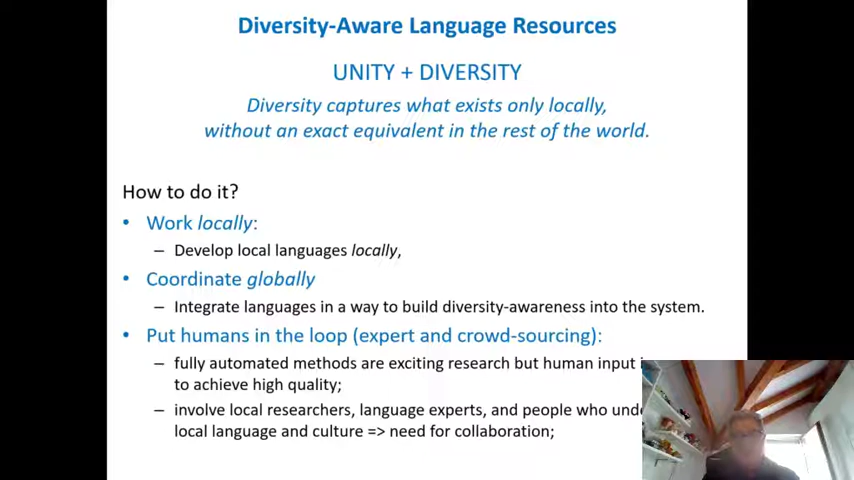 Diversity-Aware Language Resources
UNITY + DIVERSITY
Diversity captures what exists only locally,
without an exact equivalent in the rest of the world.
How to do it?
• Work locally:
– Develop local languages locally,
• Coordinate globally
– Integrate languages in a way to build diversity-awareness into the system.
• Put humans in the loop (expert and crowd-sourcing):
– fully automated methods are exciting research but human input
to achieve high quality;
– involve local researchers, language experts, and people who
local language and culture => need for collaboration;